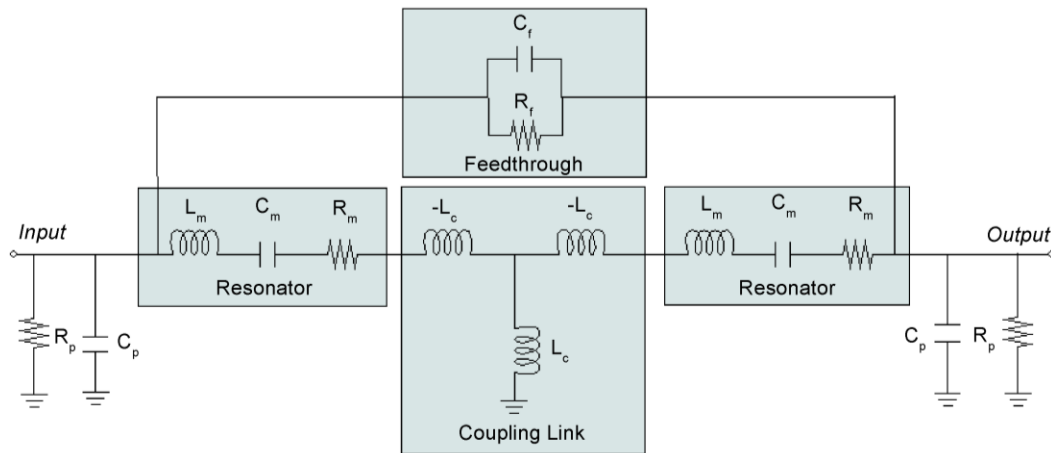 C_f
R_f
Feedthrough
L_m C_m R_m
-L_c -L_c
L_m C_m R_m
Input
Output
Resonator
Resonator
R_p C_p
L_c
C_p R_p
Coupling Link